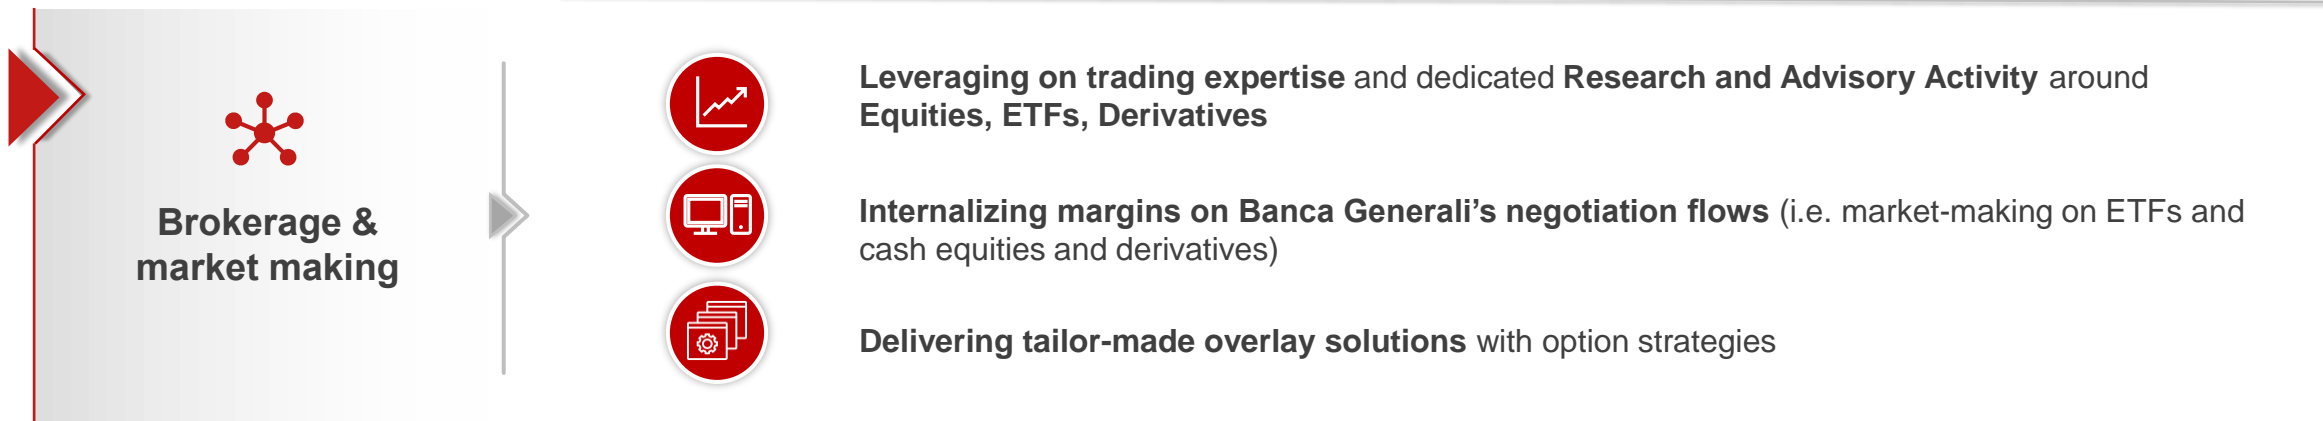 Brokerage &
market making
Leveraging on trading expertise and dedicated Research and Advisory Activity around
Equities, ETFs, Derivatives
Internalizing margins on Banca Generali’s negotiation flows (i.e. market-making on ETFs and
cash equities and derivatives)
Delivering tailor-made overlay solutions with option strategies